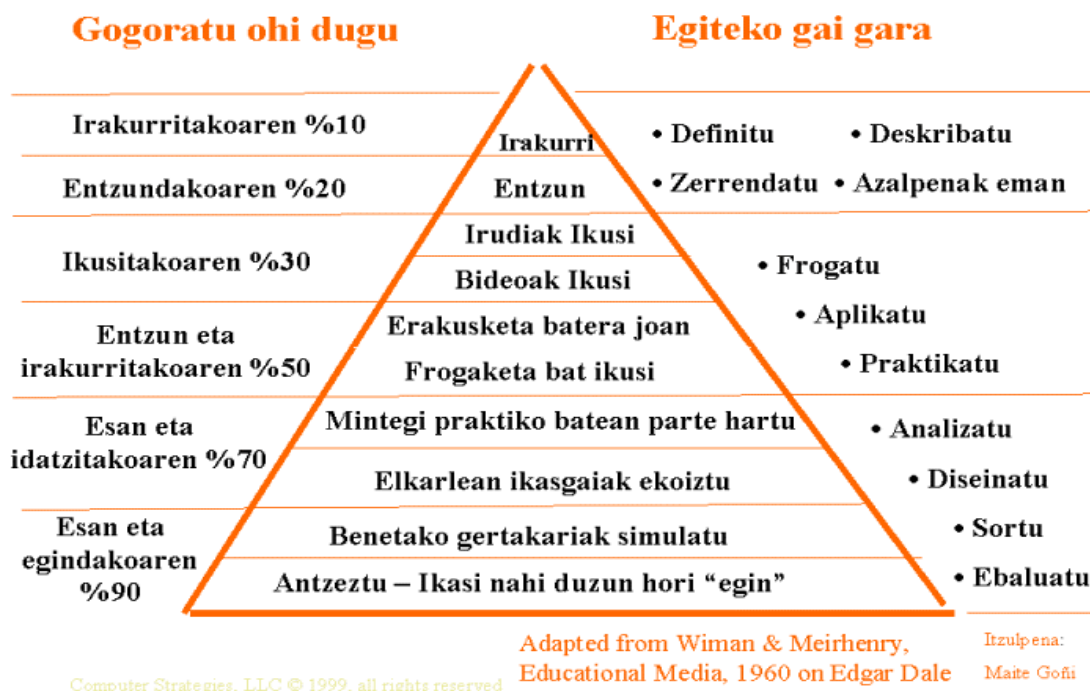 Gogoratu ohi dugu
Egiteko gai gara
Irakurritakoaren %10
Entzundakoaren %20
Ikusitakoaren %30
Entzun eta
irakurritakoaren %50
Esan eta
idatzitakoaren %70
Esan eta
egindakoaren
%90
Irakurri
Entzun
Irudiak Ikusi
Bideoak Ikusi
Erakusketa batera joan
Frogaketa bat ikusi
Mintegi praktiko batean parte hartu
Elkarlean ikasgaiak ekoiztu
Benetako gertakariak simulatu
Antzeztu – Ikasi nahi duzun hori “egin”
• Definitu • Deskribatu
• Zerrendatu • Azalpenak eman
• Frogatu
• Aplikatu
• Praktikatu
• Analizatu
• Diseinatu
• Sortu
• Ebaluatu
Adapted from Wiman & Meirhenry,
Educational Media, 1960 on Edgar Dale
Itzulpena:
Maite Goñi
Computer Strategies, LLC © 1999, all rights reserved